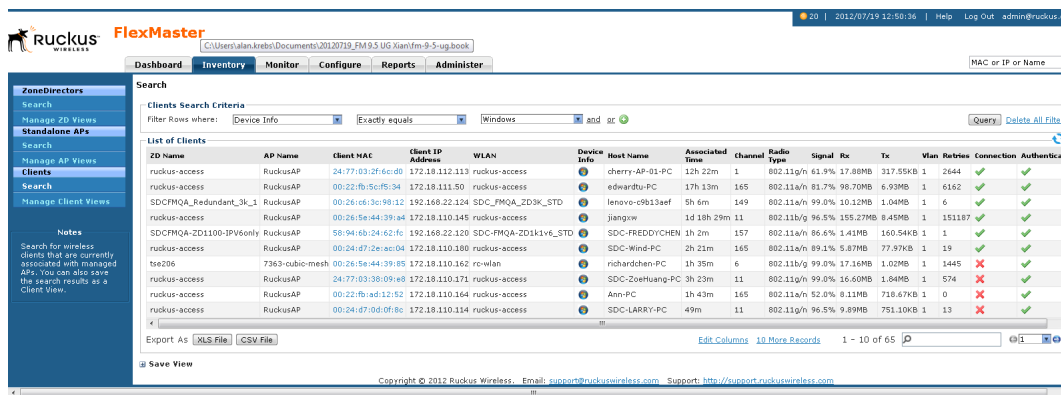 20 | 2012/07/19 12:50:36 | Help Log Out admin@ruckus.
Ruckus WIRELESS
FlexMaster
C:\Users\alan.krebs\Documents\20120719_FM 9.5 UG Xian\fm-9-5-ug.book
Dashboard Inventory Monitor Configure Reports Administer
MAC or IP or Name
ZoneDirectors
Search
Manage ZD Views
Standalone APs
Search
Manage AP Views
Clients
Search
Manage Client Views
Notes
Search for wireless
clients that are currently
associated with managed
APs. You can also save
the search results as a
Client View.
Search
Clients Search Criteria
Filter Rows where: Device Info Exactly equals Windows and or
Query Delete All Filte
List of Clients
ZD Name AP Name Client MAC Client IP Address WLAN Device Info Host Name Associated Time Channel Radio Type Signal Rx Tx Vlan Retries Connection Authentica
ruckus-access RuckusAP 24:77:03:2f:6c:d0 172.18.112.113 ruckus-access cherry-AP-01-PC 12h 22m 1 802.11g/n 61.9% 17.88MB 317.55KB 1 2644
ruckus-access RuckusAP 00:22:fb:5c:f5:34 172.18.111.50 ruckus-access edwardtu-PC 17h 13m 165 802.11a/n 81.7% 98.70MB 6.93MB 1 6162
SDCFMQA_Redundant_3k_1 RuckusAP 00:26:c6:3c:98:12 192.168.22.124 SDC_FMQA_ZD3K_STD lenovo-c9b13aef 5h 6m 149 802.11a/n 99.0% 10.12MB 1.04MB 1 6
ruckus-access RuckusAP 00:26:5e:44:39:a4 172.18.110.145 ruckus-access jiangxw 1d 18h 29m 11 802.11b/g 96.5% 155.27MB 8.45MB 1 151187
SDCFMQA-ZD1100-IPV6only RuckusAP 58:94:6b:24:62:fc 192.168.22.120 SDC-FMQA-ZD1k1v6_STD SDC-FREDDYCHEN 1h 2m 157 802.11a/n 86.6% 1.41MB 160.54KB 1 1
ruckus-access RuckusAP 00:24:d7:2e:ac:04 172.18.110.180 ruckus-access SDC-Wind-PC 2h 21m 165 802.11a/n 89.1% 5.87MB 77.97KB 1 19
tse206 7363-cubic-mesh 00:26:5e:44:39:85 172.18.110.162 rc-wlan richardchen-PC 1h 35m 6 802.11b/g 99.0% 17.16MB 1.02MB 1 1445
ruckus-access RuckusAP 24:77:03:38:09:e8 172.18.110.171 ruckus-access SDC-ZoeHuang-PC 3h 23m 11 802.11g/n 99.0% 16.60MB 1.84MB 1 574
ruckus-access RuckusAP 00:22:fb:ad:12:52 172.18.110.164 ruckus-access Ann-PC 1h 43m 165 802.11a/n 52.0% 8.11MB 718.67KB 1 0
ruckus-access RuckusAP 00:24:d7:0d:0f:8c 172.18.110.114 ruckus-access SDC-LARRY-PC 49m 11 802.11g/n 96.5% 9.89MB 751.10KB 1 13
Export As XLS File CSV File
Edit Columns 10 More Records 1 - 10 of 65 1
Save View
Copyright © 2012 Ruckus Wireless. Email: support@ruckuswireless.com Support: http://support.ruckuswireless.com